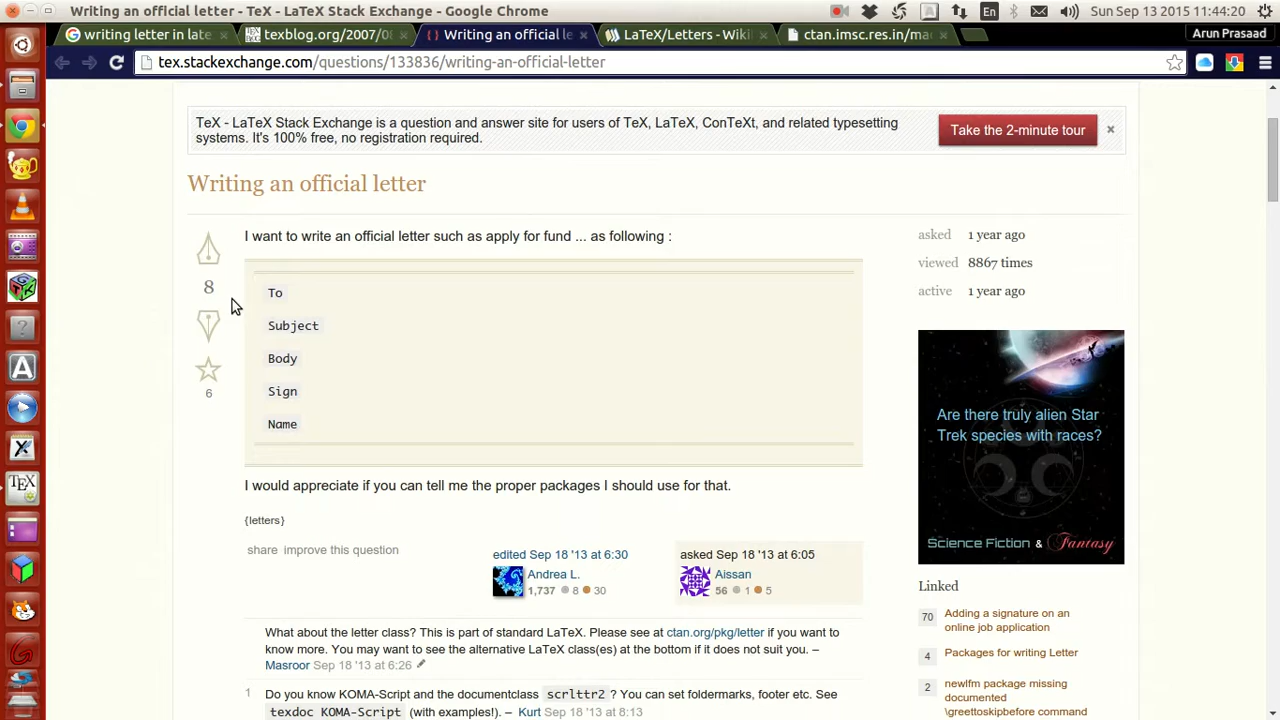 Writing an official letter - TeX - LaTeX Stack Exchange - Google Chrome
En
Sun Sep 13 2015 11:44:20
writing letter in late
texblog.org/2007/0
Writing an official le
LaTeX/Letters - Wiki
ctan.imsc.res.in/mac
Arun Prasaad
tex.stackexchange.com/questions/133836/writing-an-official-letter
TeX - LaTeX Stack Exchange is a question and answer site for users of TeX, LaTeX, ConTeXt, and related typesetting
systems. It's 100% free, no registration required.
Take the 2-minute tour
×
Writing an official letter
I want to write an official letter such as apply for fund ... as following :
8
6
To
Subject
Body
Sign
Name
I would appreciate if you can tell me the proper packages I should use for that.
{letters}
share improve this question
edited Sep 18 '13 at 6:30
Andrea L.
1,737 8 30
asked Sep 18 '13 at 6:05
Aissan
56 1 5
What about the letter class? This is part of standard LaTeX. Please see at ctan.org/pkg/letter if you want to
know more. You may want to see the alternative LaTeX class(es) at the bottom if it does not suit you. –
Masroor Sep 18 '13 at 6:26
1 Do you know KOMA-Script and the documentclass scrlttr2 ? You can set foldermarks, footer etc. See
texdoc KOMA-Script (with examples!). – Kurt Sep 18 '13 at 8:13
asked 1 year ago
viewed 8867 times
active 1 year ago
Are there truly alien Star
Trek species with races?
Science Fiction & Fantasy
Linked
70 Adding a signature on an
online job application
4 Packages for writing Letter
2 newlfm package missing
documented
\greettoskipbefore command
A
TEX